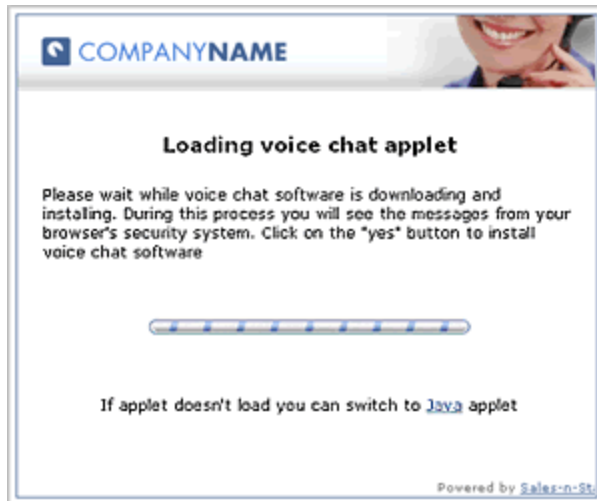 COMPANYNAME
Loading voice chat applet
Please wait while voice chat software is downloading and
installing. During this process you will see the messages from your
browser's security system. Click on the "yes" button to install
voice chat software
If applet doesn't load you can switch to Java applet
Powered by Sales-n-St